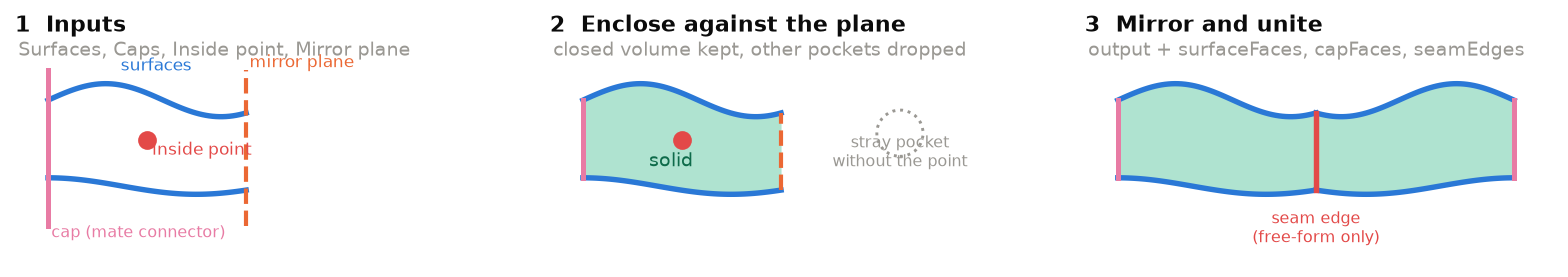 1 Inputs
Surfaces, Caps, Inside point, Mirror plane
surfaces
mirror plane
Inside point
cap (mate connector)
2 Enclose against the plane
closed volume kept, other pockets dropped
solid
stray pocket
without the point
3 Mirror and unite
output + surfaceFaces, capFaces, seamEdges
seam edge
(free-form only)